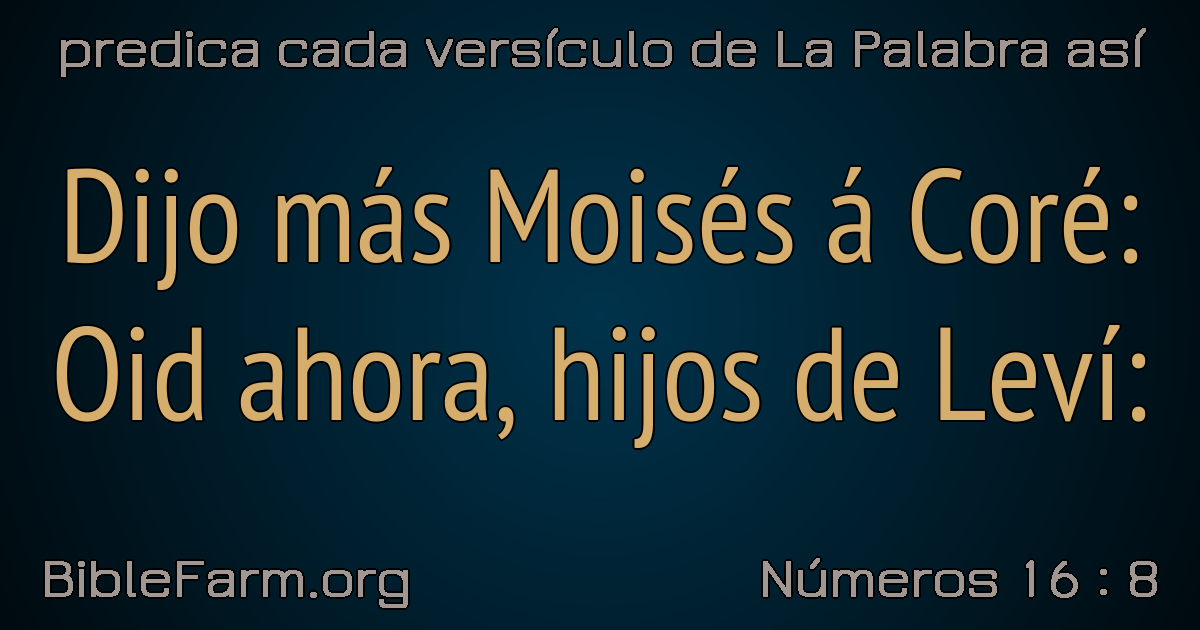 predica cada versículo de La Palabra así
Dijo más Moisés á Coré:
Oid ahora, hijos de Leví:
BibleFarm.org
Números 16 : 8